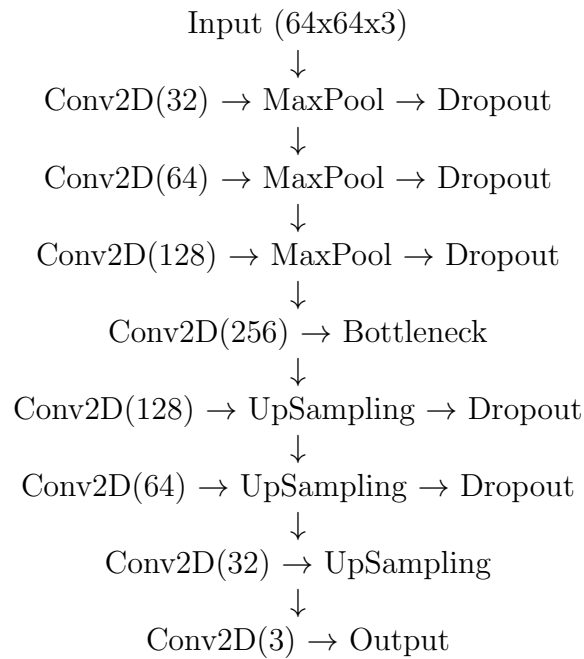 Input (64x64x3)
↓
Conv2D(32) → MaxPool → Dropout
↓
Conv2D(64) → MaxPool → Dropout
↓
Conv2D(128) → MaxPool → Dropout
↓
Conv2D(256) → Bottleneck
↓
Conv2D(128) → UpSampling → Dropout
↓
Conv2D(64) → UpSampling → Dropout
↓
Conv2D(32) → UpSampling
↓
Conv2D(3) → Output